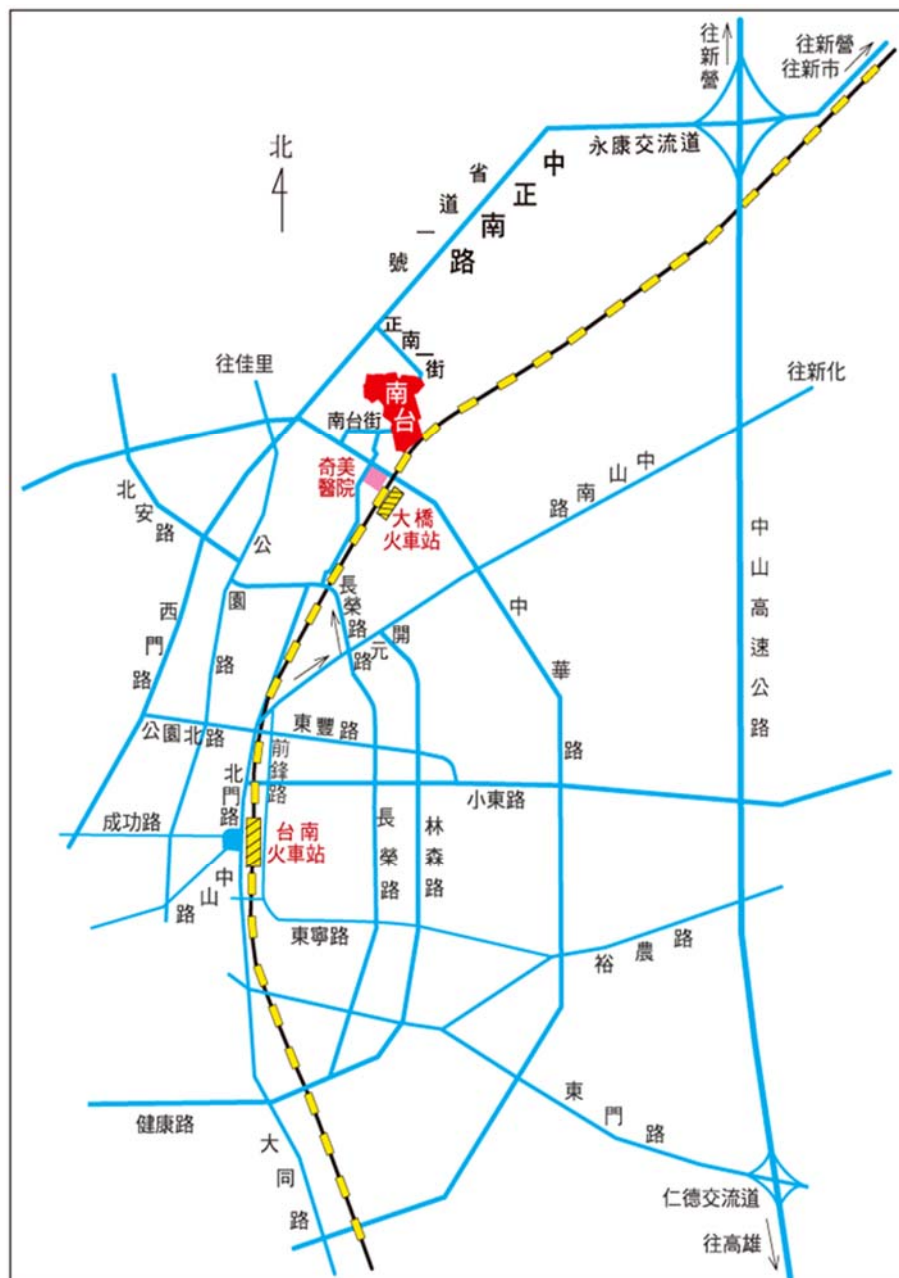 往新營
往新營
往新市
永康交流道
北
省道一號
中正南路
正南一街
往佳里
南台
南台街
往新化
奇美
醫院
大橋
火車站
中山南路
北安路
公園路
西門路
長榮路
開元路
中華路
中山高速公路
公園北路
東豐路
前鋒路
北門路
小東路
成功路
台南
火車站
長榮路
林森路
中山路
東寧路
裕農路
東門路
健康路
大同路
仁德交流道
往高雄